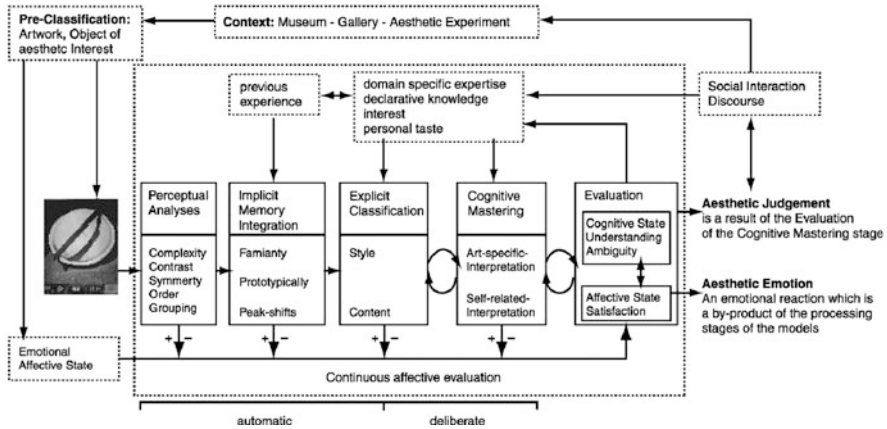 Pre-Classification:
Artwork, Object of
aesthetc Interest
Context: Museum - Gallery - Aesthetic Experiment
previous
experience
domain specific expertise
declarative knowledge
interest
personal taste
Social Interaction
Discourse
Perceptual
Analyses
Complexity
Contrast
Symmerty
Order
Grouping
Implicit
Memory
Integration
Famianty
Prototypically
Peak-shifts
Explicit
Classification
Style
Content
Cognitive
Mastering
Art-specific-
Interpretation
Self-related-
Interpretation
Evaluation
Cognitive State
Understanding
Ambiguity
Affective State
Satisfaction
Aesthetic Judgement
is a result of the Evaluation
of the Cognitive Mastering stage
Aesthetic Emotion
An emotional reaction which is
a by-product of the processing
stages of the models
Emotional
Affective State
+ −
+ −
+ −
+ −
Continuous affective evaluation
automatic
deliberate